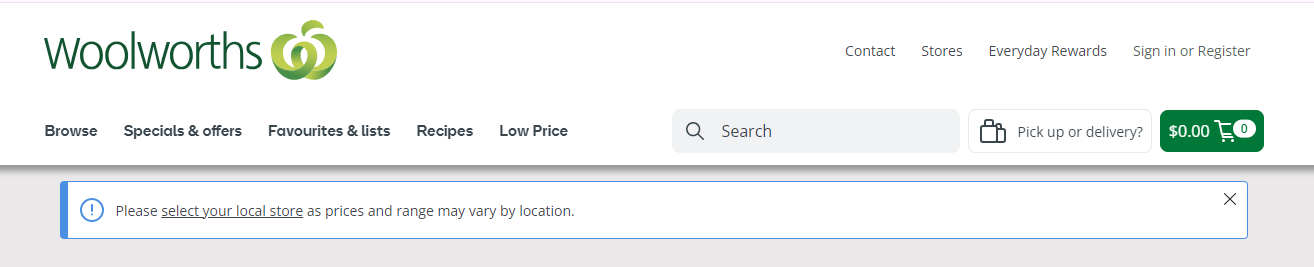 Woolworths
Contact Stores Everyday Rewards Sign in or Register
Browse Specials & offers Favourites & lists Recipes Low Price Search Pick up or delivery? $0.00 0
Please select your local store as prices and range may vary by location.